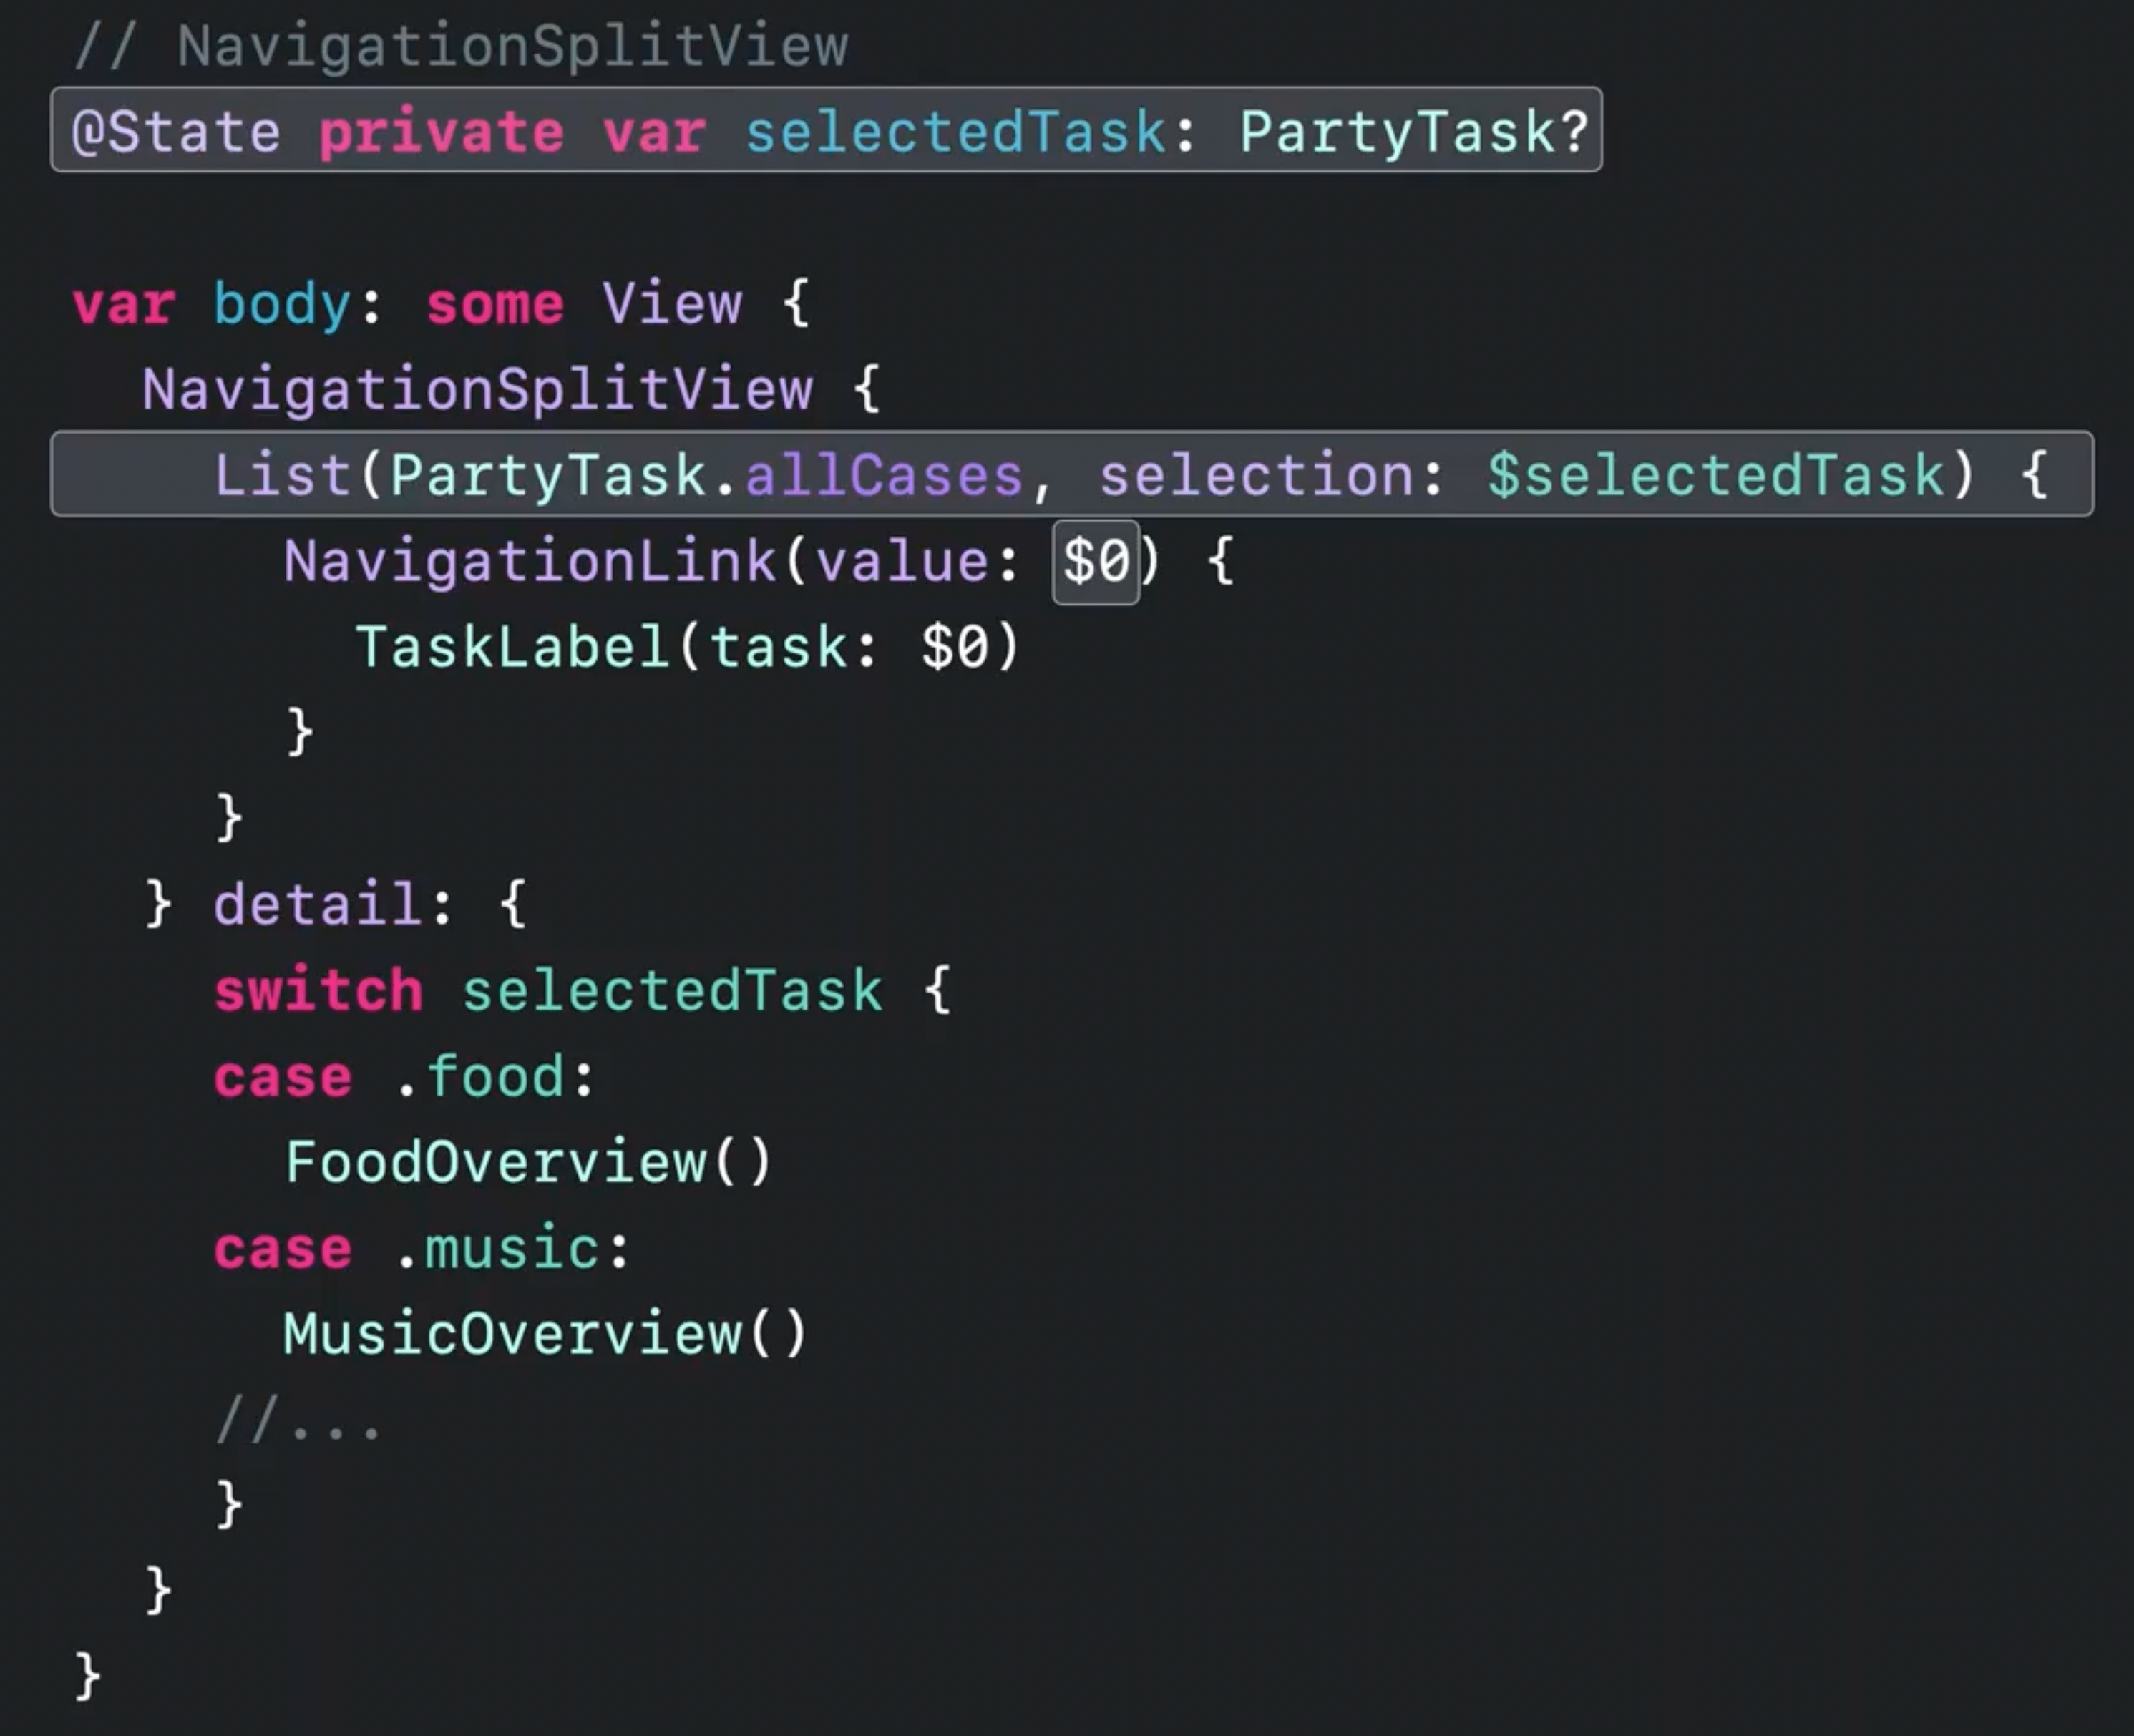 // NavigationSplitView
@State private var selectedTask: PartyTask?

var body: some View {
  NavigationSplitView {
    List(PartyTask.allCases, selection: $selectedTask) {
      NavigationLink(value: $0) {
        TaskLabel(task: $0)
      }
    }
  } detail: {
    switch selectedTask {
    case .food:
      FoodOverview()
    case .music:
      MusicOverview()
    //...
    }
  }
}